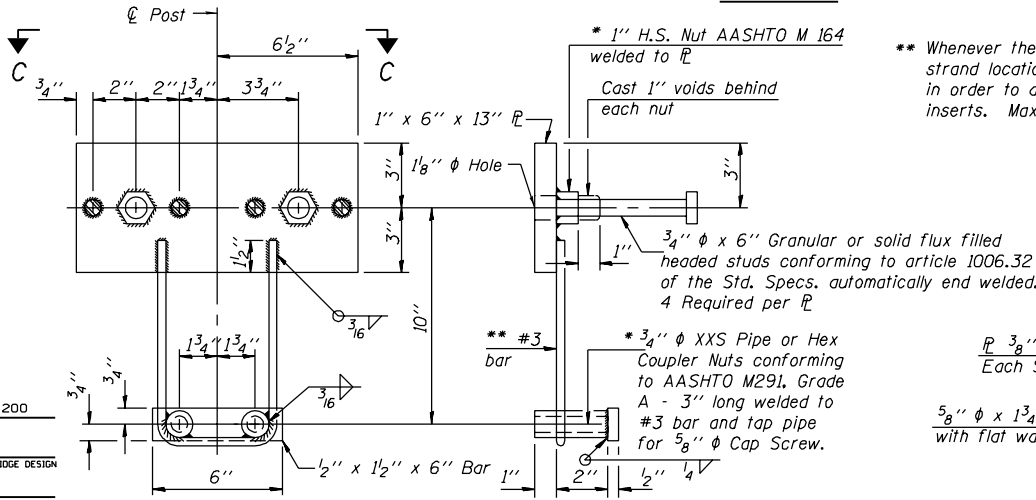 ℄ Post
6½"
C
C
¾"
2"
2"
1¾"
3¾"
3"
3"
1½"
1¾"
1¾"
¾"
¾"
6"
10"
3/16
3/16
½" x 1½" x 6" Bar
1" x 6" x 13" ℙ
1⅛" ϕ Hole
* 1" H.S. Nut AASHTO M 164
welded to ℙ
Cast 1" voids behind
each nut
3"
1"
¾" ϕ x 6" Granular or solid flux filled
headed studs conforming to article 1006.32
of the Std. Specs. automatically end welded.
4 Required per ℙ
** #3
bar
* ¾" ϕ XXS Pipe or Hex
Coupler Nuts conforming
to AASHTO M291, Grade
A - 3" long welded to
#3 bar and tap pipe
for ⅝" ϕ Cap Screw.
1"
2"
½"
¼
** Whenever the
strand locatio
in order to a
inserts. Max
ℙ ⅜"
Each S
⅝" ϕ x 1¾
with flat wa
200
IDGE DESIGN